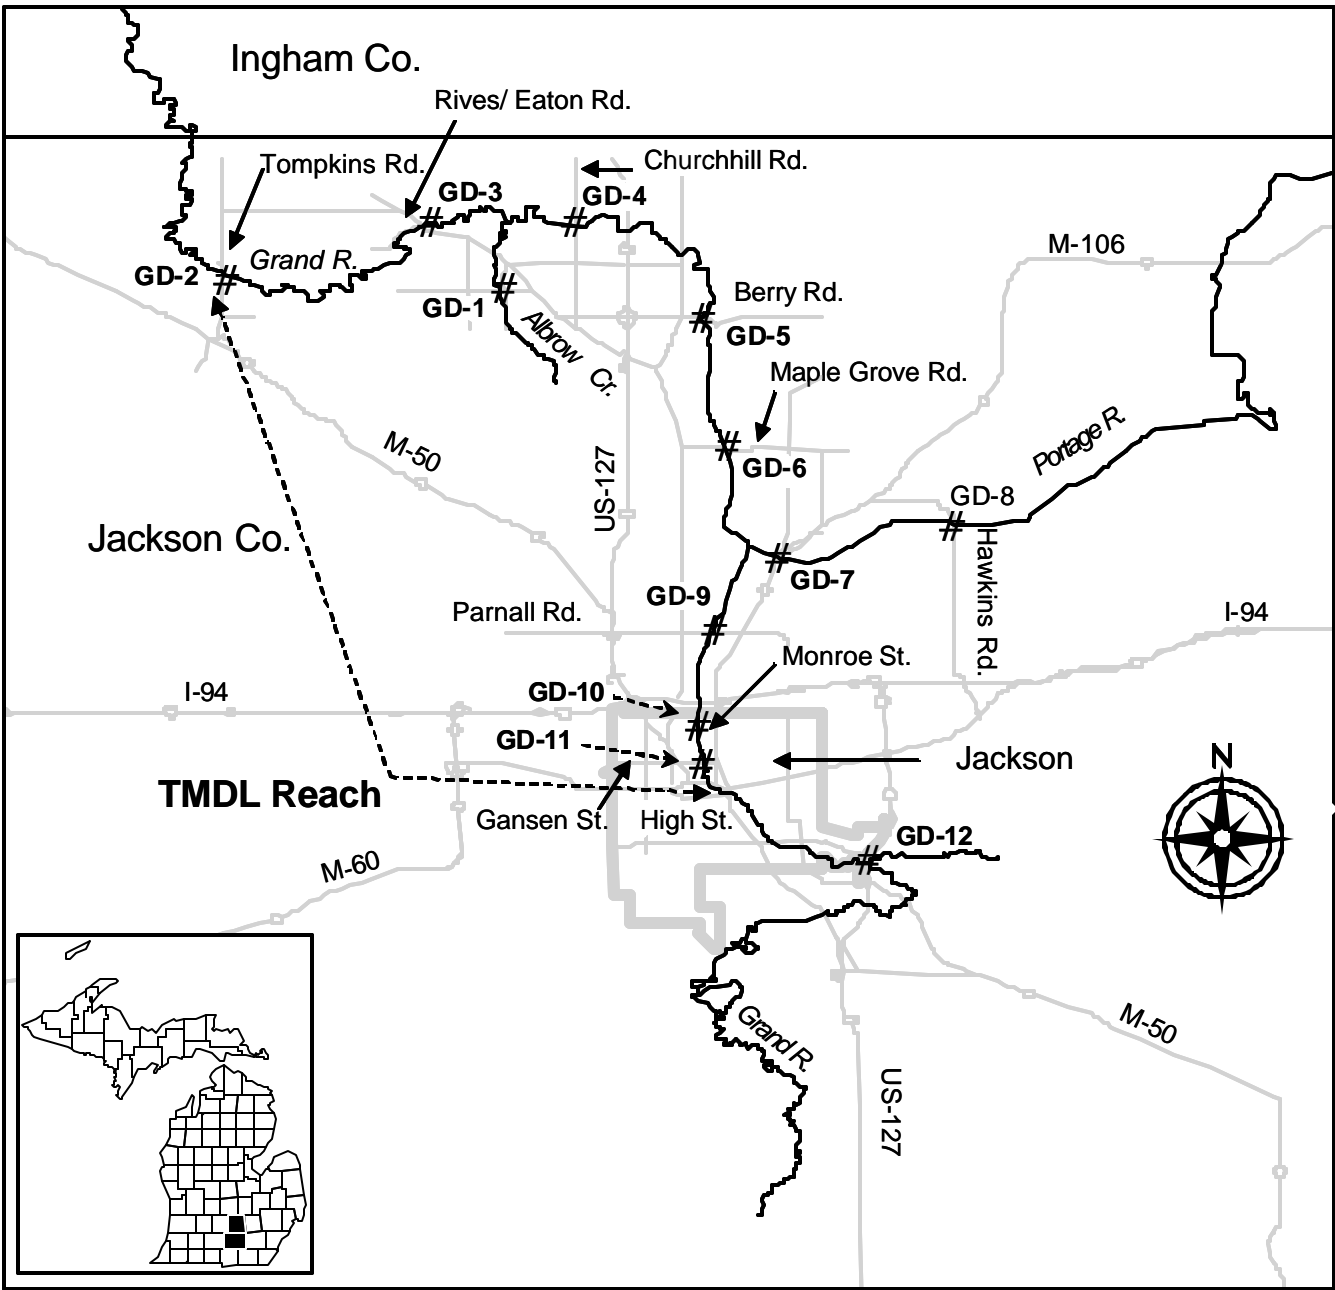 Ingham Co.
Rives/ Eaton Rd.
Tompkins Rd.
Churchhill Rd.
GD-3
GD-4
Grand R.
GD-2
M-106
GD-1
Berry Rd.
GD-5
Albrow Cr.
Maple Grove Rd.
M-50
Portage R.
US-127
GD-6
GD-8
Jackson Co.
Hawkins Rd.
GD-7
GD-9
Parnall Rd.
I-94
Monroe St.
I-94
GD-10
GD-11
Jackson
N
TMDL Reach
Gansen St.
High St.
GD-12
M-60
Grand R.
M-50
US-127